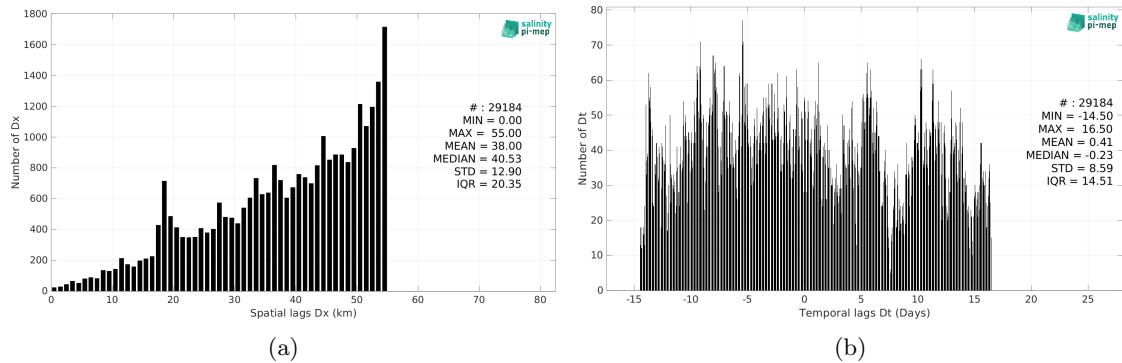 1800
1600
1400
1200
1000
800
600
400
200
0
Number of Dx
0 10 20 30 40 50 60 70 80
Spatial lags Dx (km)
salinity
pi-mep
# : 29184
MIN = 0.00
MAX = 55.00
MEAN = 38.00
MEDIAN = 40.53
STD = 12.90
IQR = 20.35
(a)
80
70
60
50
40
30
20
10
0
Number of Dt
-15 -10 -5 0 5 10 15 20 25
Temporal lags Dt (Days)
salinity
pi-mep
# : 29184
MIN = -14.50
MAX = 16.50
MEAN = 0.41
MEDIAN = -0.23
STD = 8.59
IQR = 14.51
(b)